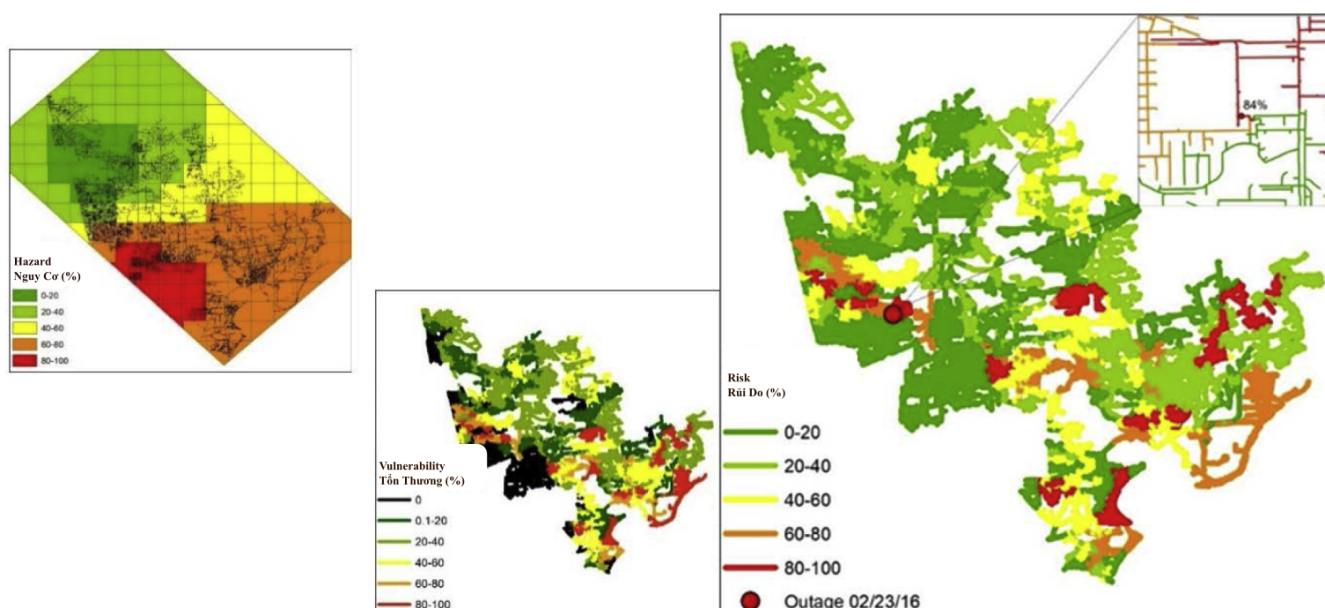 Hazard
Nguy Cơ (%)
0-20
20-40
40-60
60-80
80-100
Vulnerability
Tổn Thương (%)
0
0.1-20
20-40
40-60
60-80
80-100
84%
Risk
Rủi Do (%)
0-20
20-40
40-60
60-80
80-100
Outage 02/23/16